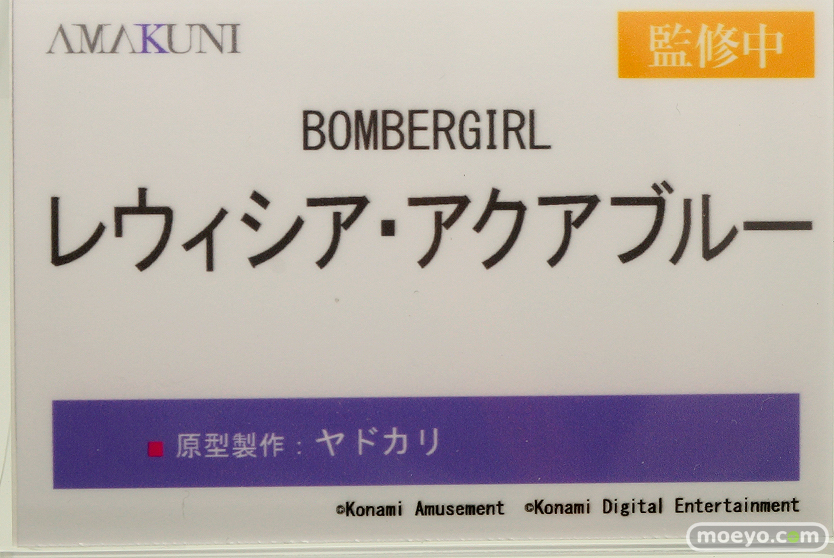 AMAKUNI
監修中
BOMBERGIRL
レウィシア・アクアブルー
■ 原型製作：ヤドカリ
©Konami Amusement ©Konami Digital Entertainment
moeyo.com